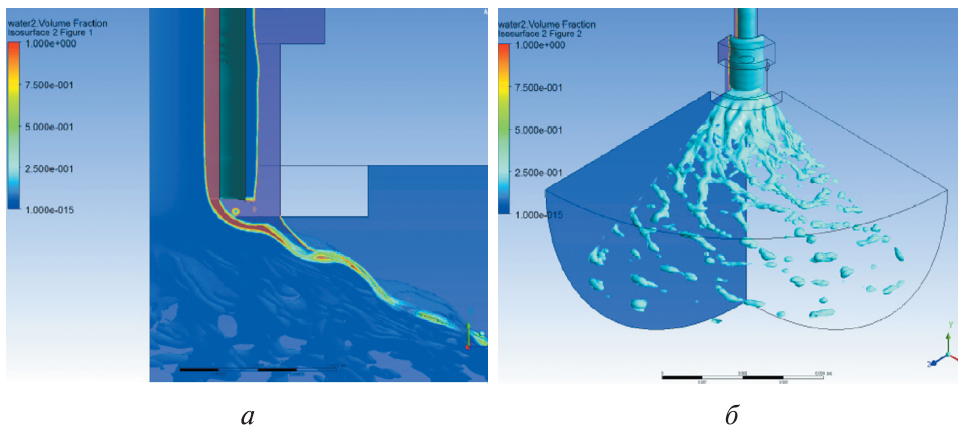 water2.Volume Fraction
Isosurface 2 Figure 1
1.000e+000
7.500e-001
5.000e-001
2.500e-001
1.000e-015
water2.Volume Fraction
Isosurface 2 Figure 2
1.000e+000
7.500e-001
5.000e-001
2.500e-001
1.000e-015
y
z
а
б